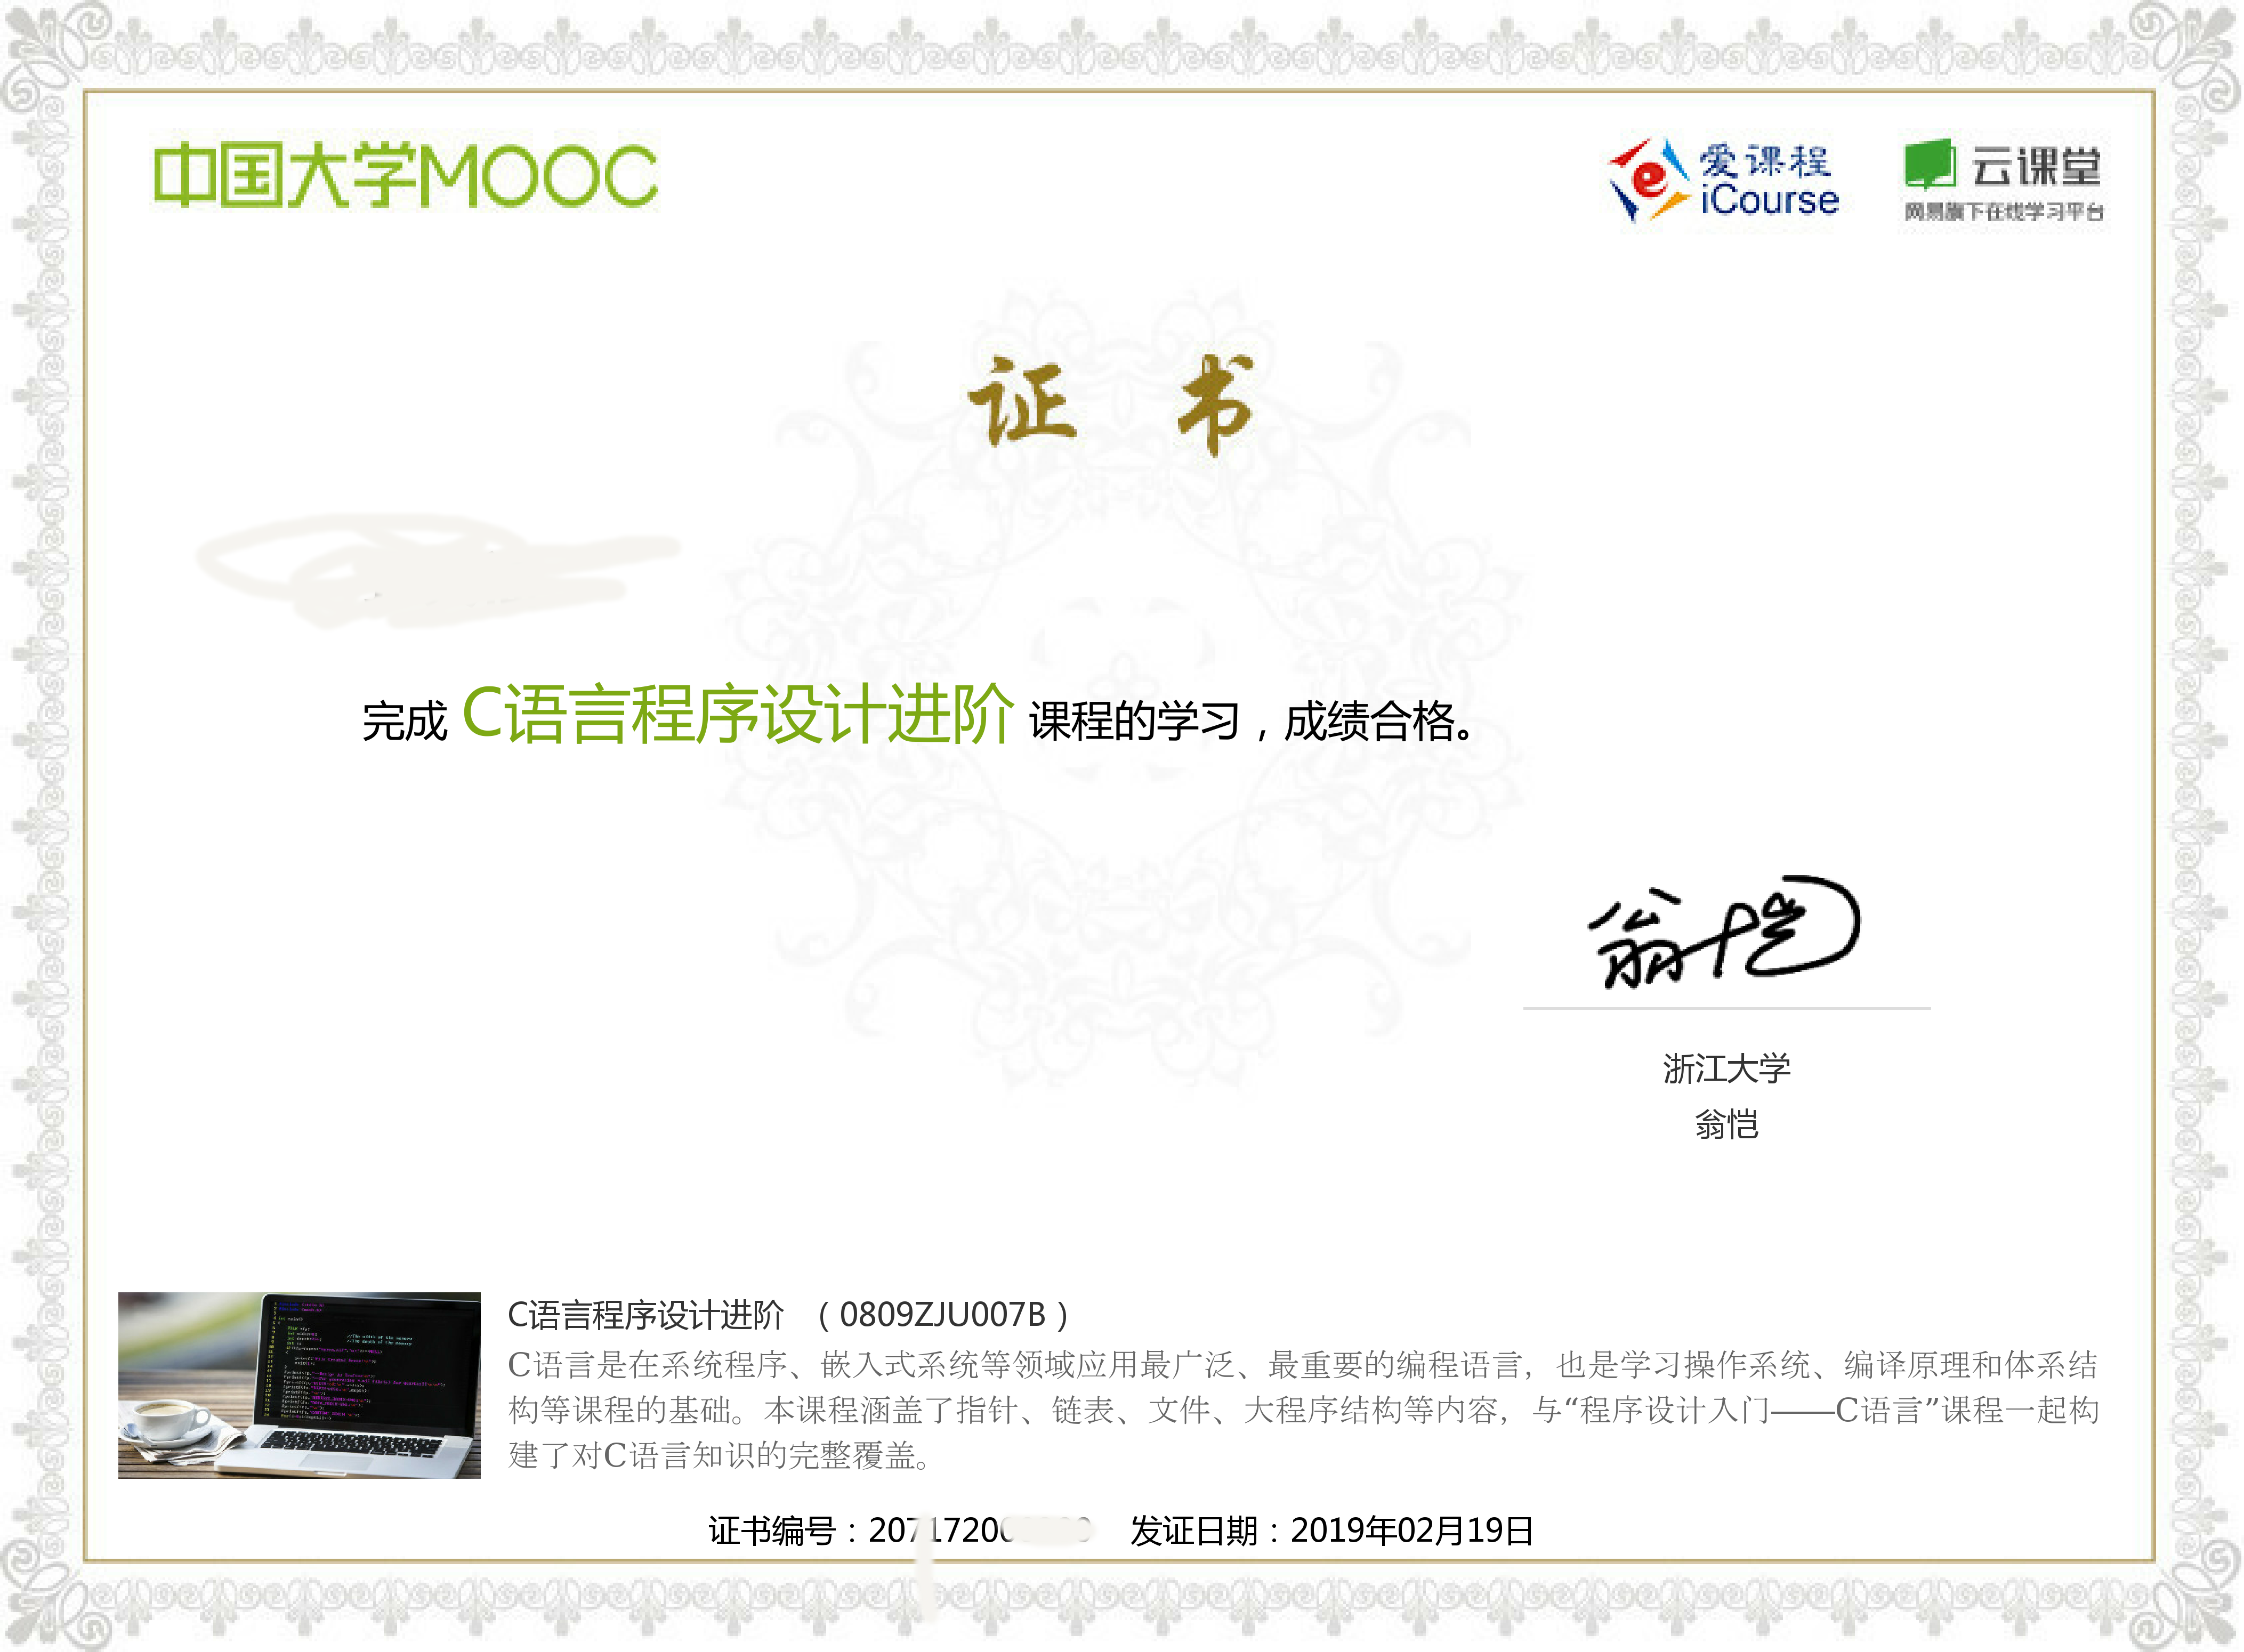 中国大学MOOC
爱课程
iCourse
云课堂
网易旗下在线学习平台
证 书
完成 C语言程序设计进阶 课程的学习，成绩合格。
翁恺
浙江大学
翁恺
C语言程序设计进阶 （0809ZJU007B）
C语言是在系统程序、嵌入式系统等领域应用最广泛、最重要的编程语言，也是学习操作系统、编译原理和体系结
构等课程的基础。本课程涵盖了指针、链表、文件、大程序结构等内容，与“程序设计入门——C语言”课程一起构
建了对C语言知识的完整覆盖。
证书编号：20717200 发证日期：2019年02月19日